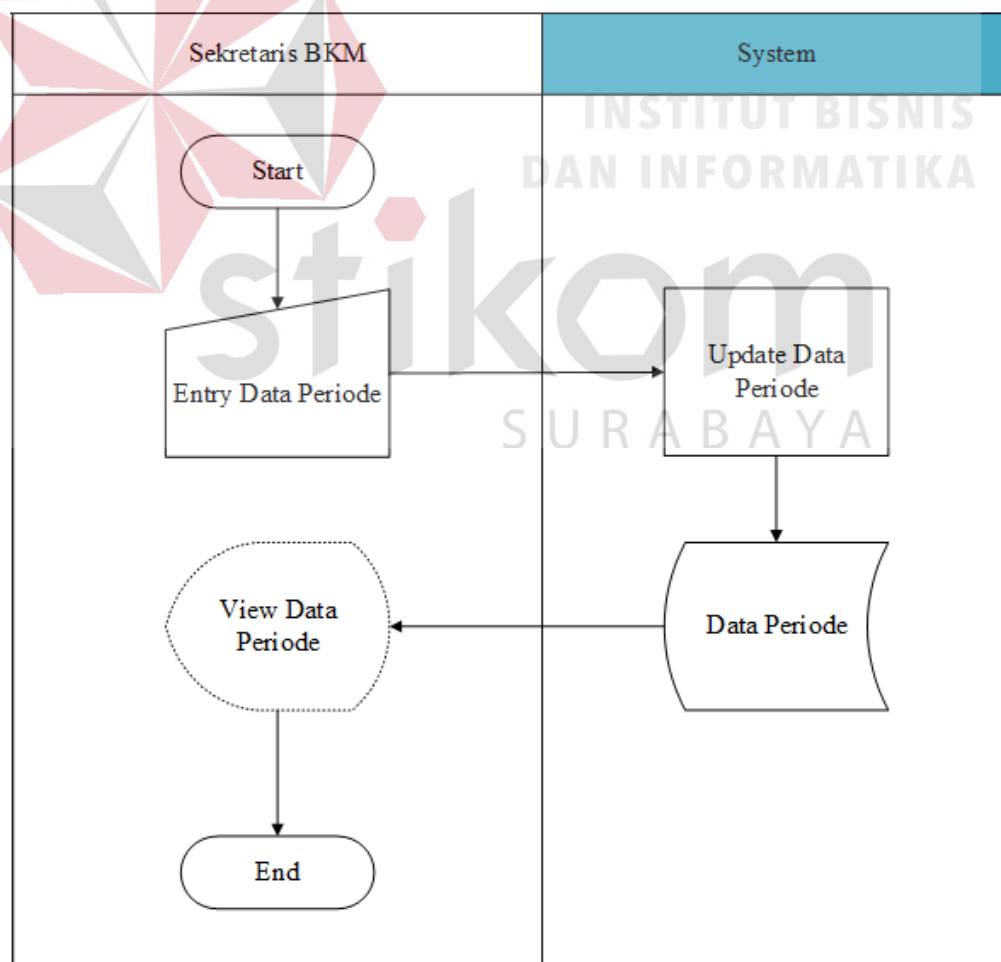 Sekretaris BKM
System
INSTITUT BISNIS
DAN INFORMATIKA
stikom
SURABAYA
Start
Entry Data Periode
Update Data
Periode
View Data
Periode
Data Periode
End